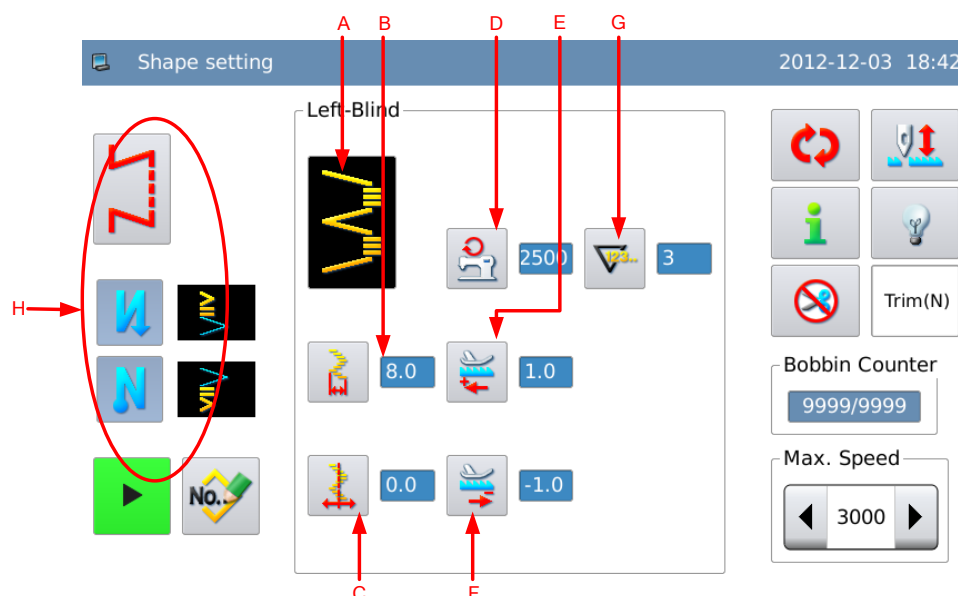 A B D E G
Shape setting 2012-12-03 18:42
Left-Blind
2500 123.. 3
H
Trim(N)
8.0 1.0
Bobbin Counter
9999/9999
Max. Speed
No. 0.0 -1.0
3000
C F